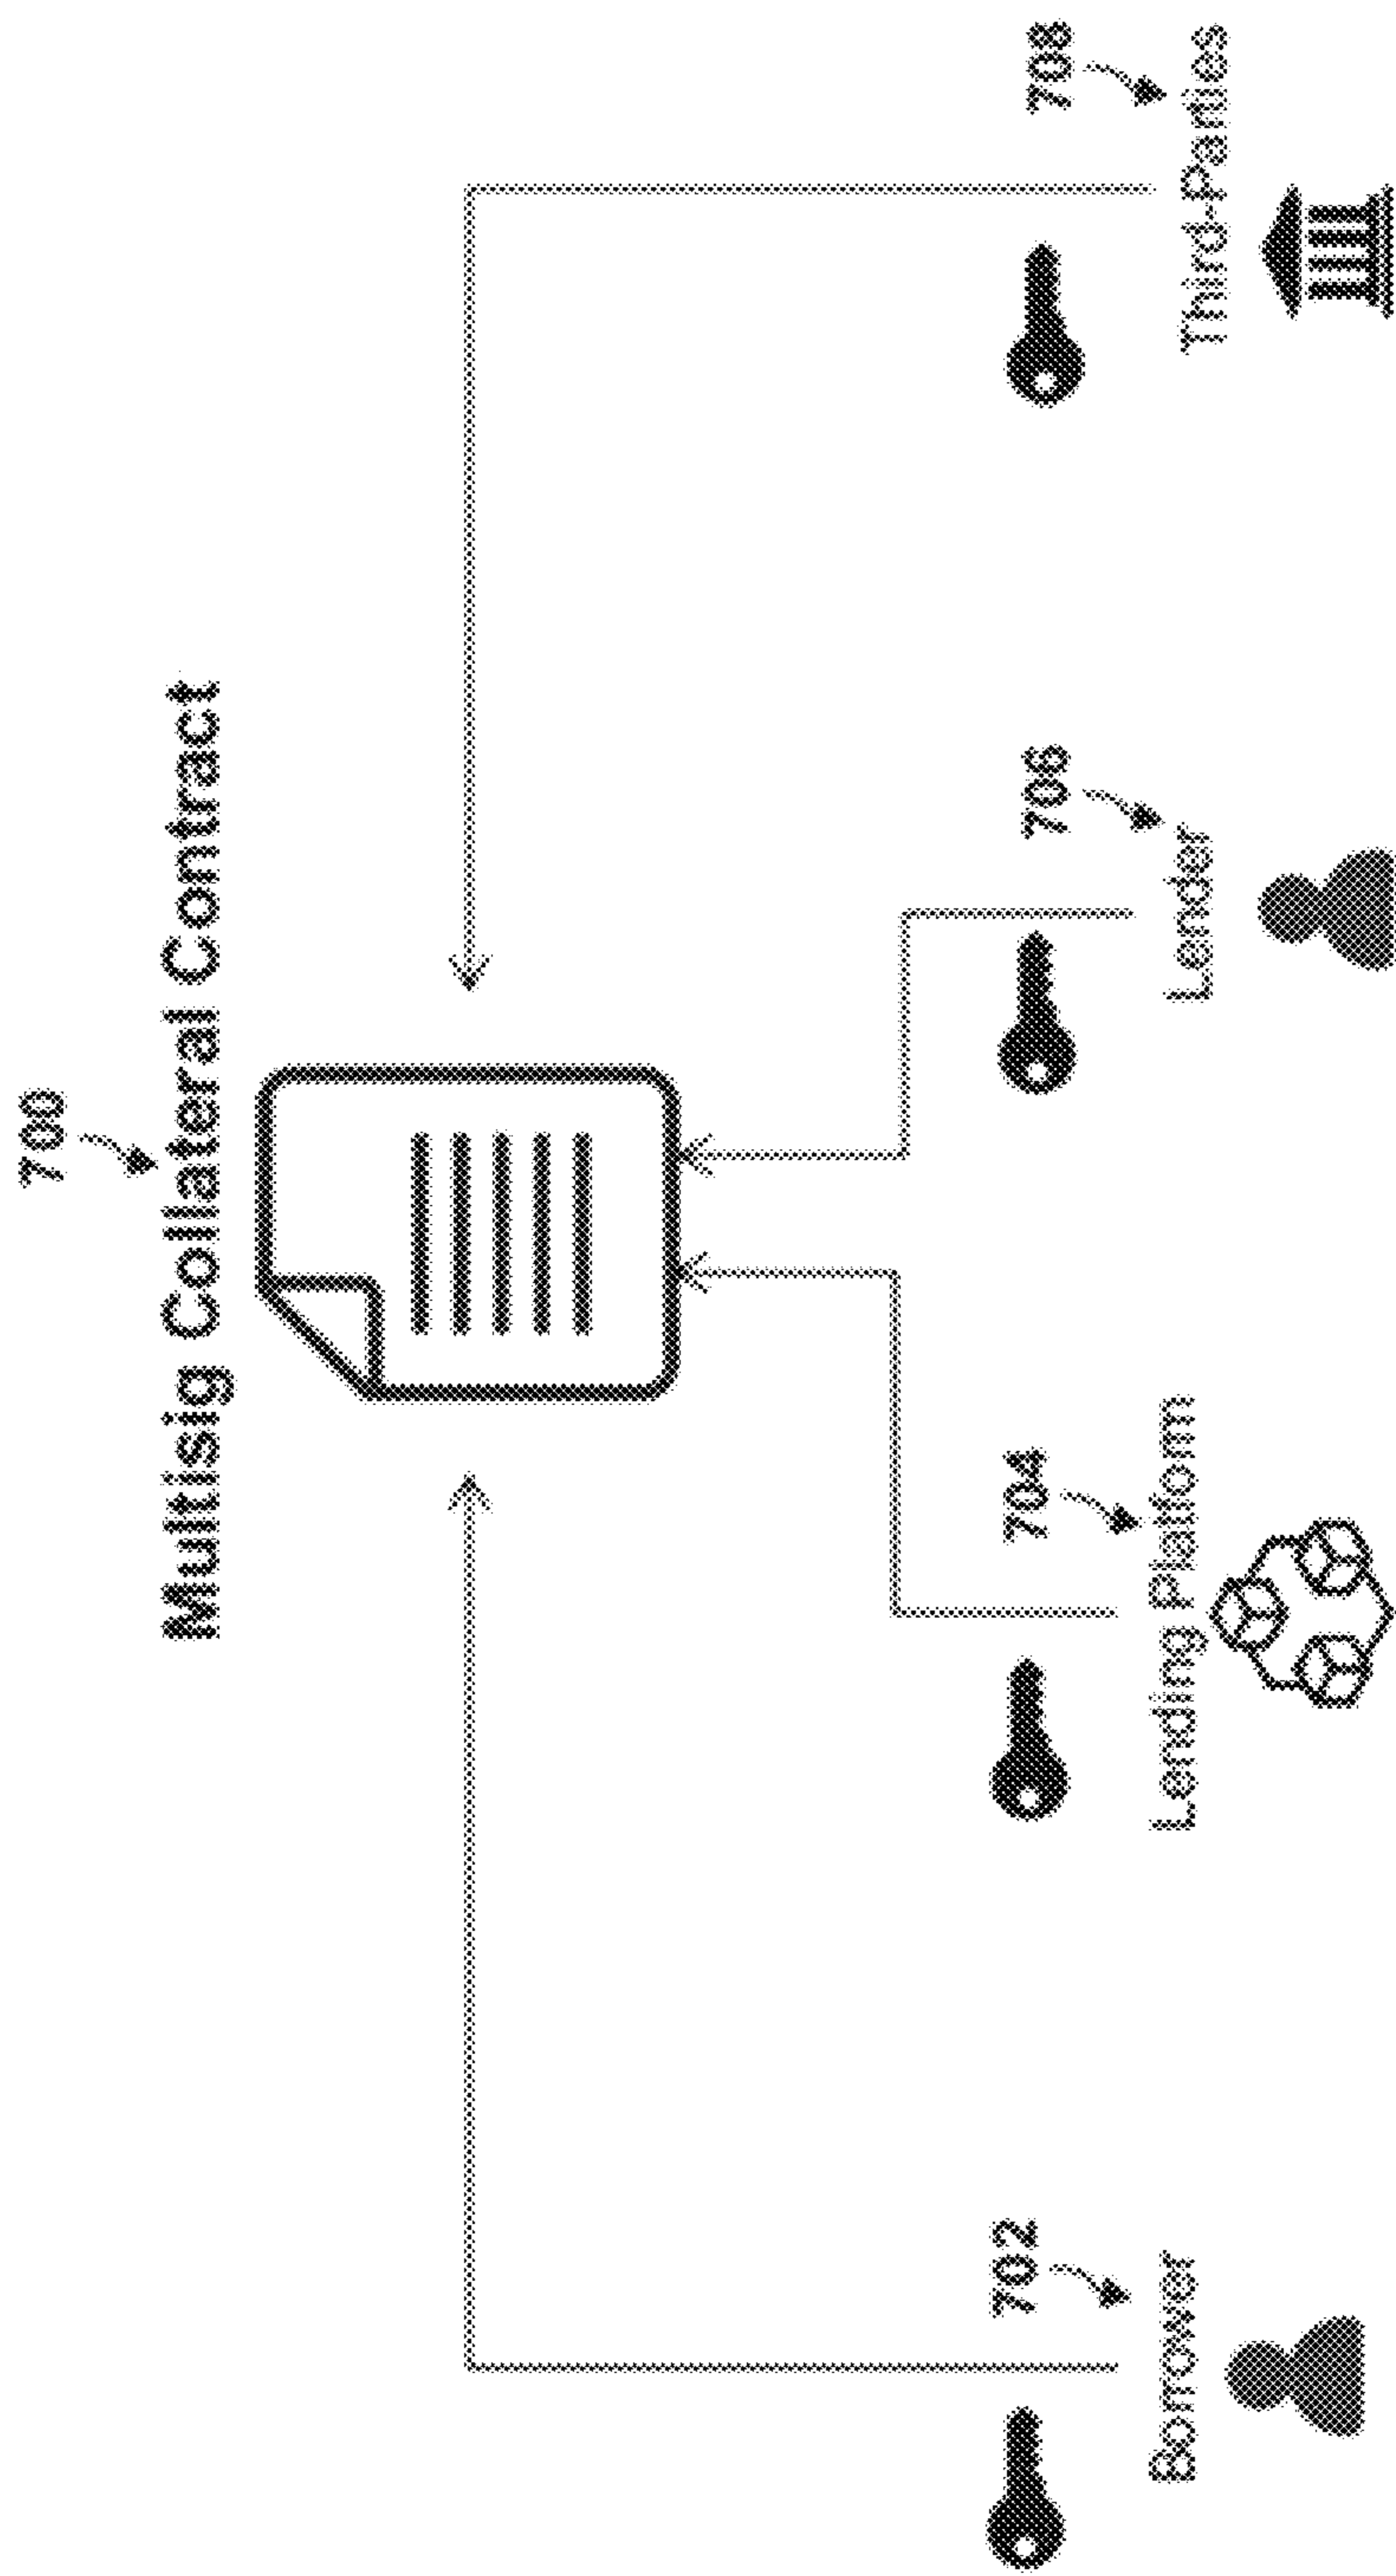 700
Multisig Collateral Contract
702
Borrower
704
Lending Platform
706
Lender
708
Third-Parties